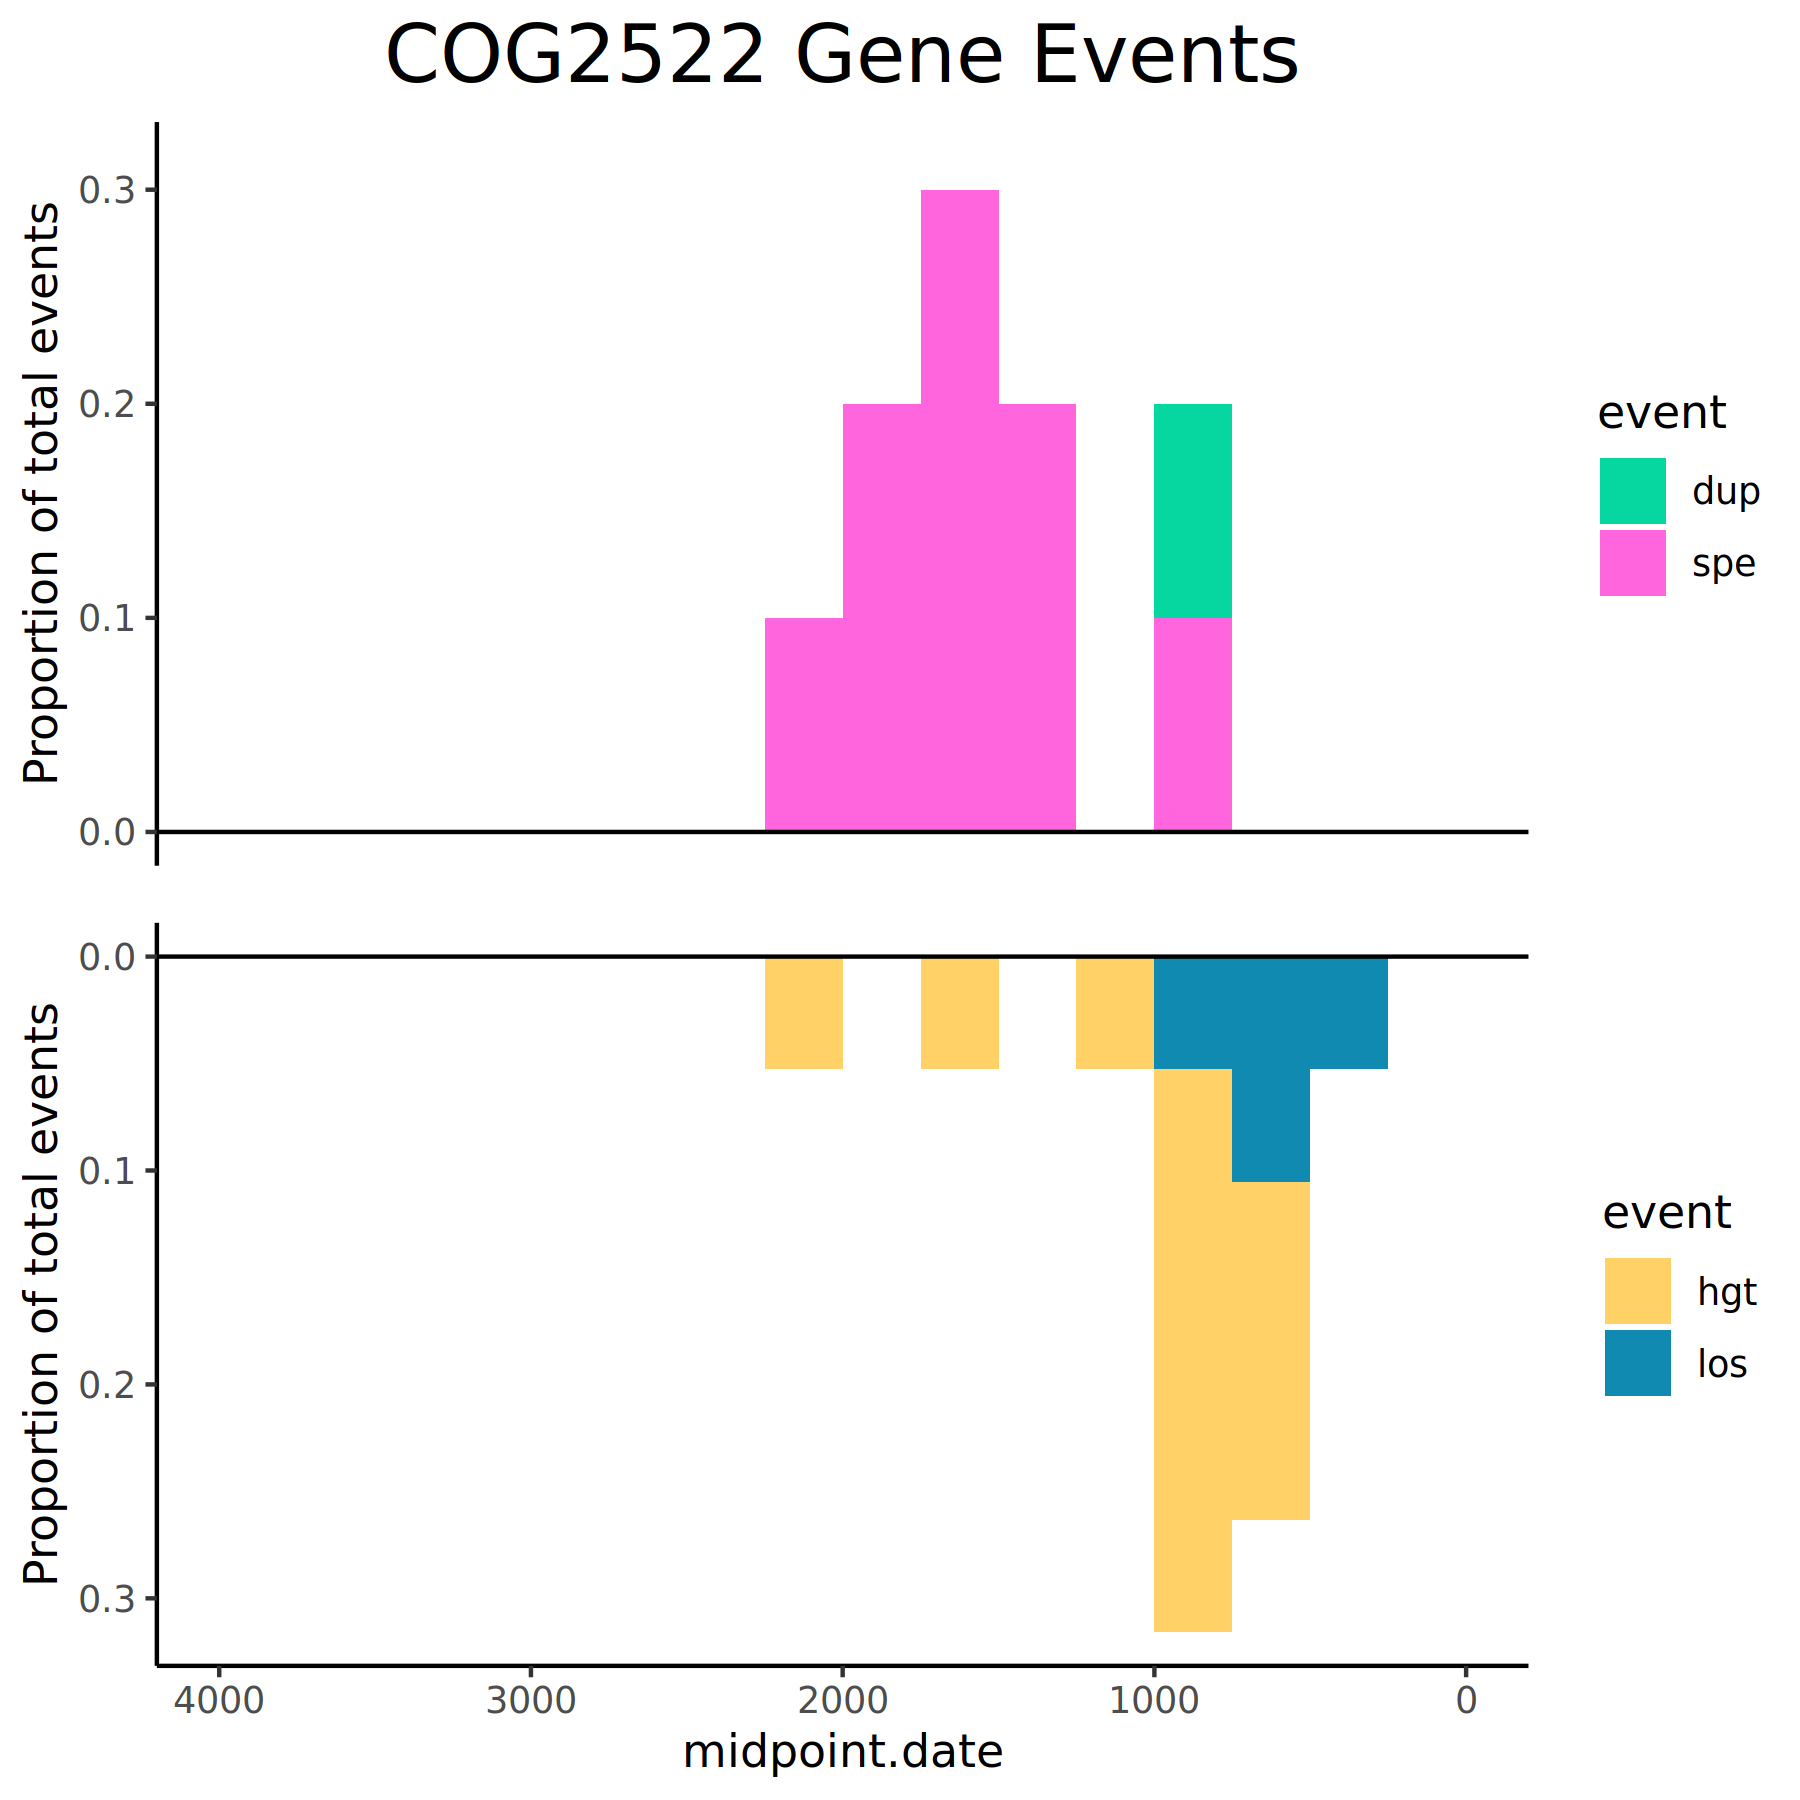 COG2522 Gene Events
Proportion of total events
0.3
0.2
0.1
0.0
event
dup
spe
Proportion of total events
0.0
0.1
0.2
0.3
event
hgt
los
4000 3000 2000 1000 0
midpoint.date